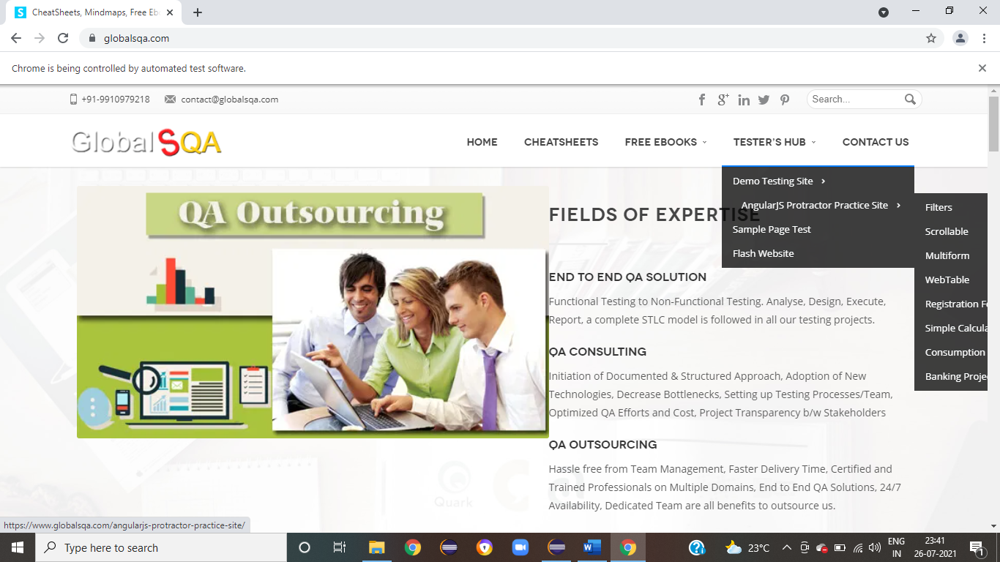 CheatSheets, Mindmaps, Free Eb
globalsqa.com
Chrome is being controlled by automated test software.
+91-9910979218 contact@globalsqa.com
Search...
GlobalSQA
HOME CHEATSHEETS FREE EBOOKS TESTER'S HUB CONTACT US
Demo Testing Site
AngularJS Protractor Practice Site
Sample Page Test
Flash Website
Filters
Scrollable
Multiform
WebTable
Registration Fo
Simple Calcula
Consumption
Banking Projec
QA Outsourcing
FIELDS OF EXPERTISE
END TO END QA SOLUTION
Functional Testing to Non-Functional Testing. Analyse, Design, Execute,
Report, a complete STLC model is followed in all our testing projects.
QA CONSULTING
Initiation of Documented & Structured Approach, Adoption of New
Technologies, Decrease Bottlenecks, Setting up Testing Processes/Team,
Optimized QA Efforts and Cost, Project Transparency b/w Stakeholders
QA OUTSOURCING
Hassle free from Team Management, Faster Delivery Time, Certified and
Trained Professionals on Multiple Domains, End to End QA Solutions, 24/7
Availability, Dedicated Team are all benefits to outsource us.
Quark
https://www.globalsqa.com/angularjs-protractor-practice-site/
Type here to search
23°C
ENG
IN
23:41
26-07-2021
1